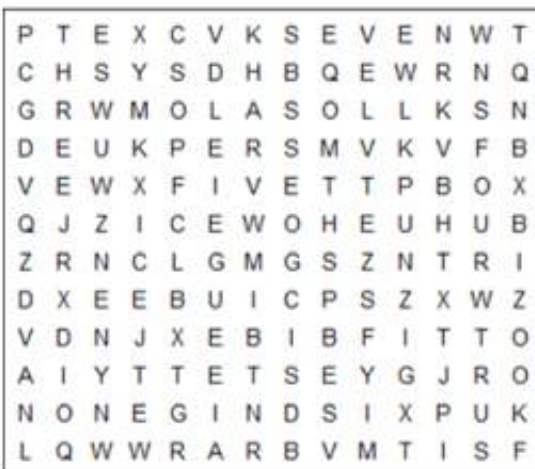 P T E X C V K S E V E N W T
C H S Y S D H B Q E W R N Q
G R W M O L A S O L L K S N
D E U K P E R S M V K V F B
V E W X F I V E T T P B O X
Q J Z I C E W O H E U H U B
Z R N C L G M G S Z N T R I
D X E E B U I C P S Z X W Z
V D N J X E B I B F I T T O
A I Y T T E T S E Y G J R O
N O N E G I N D S I X P U K
L Q W W R A R B V M T I S F